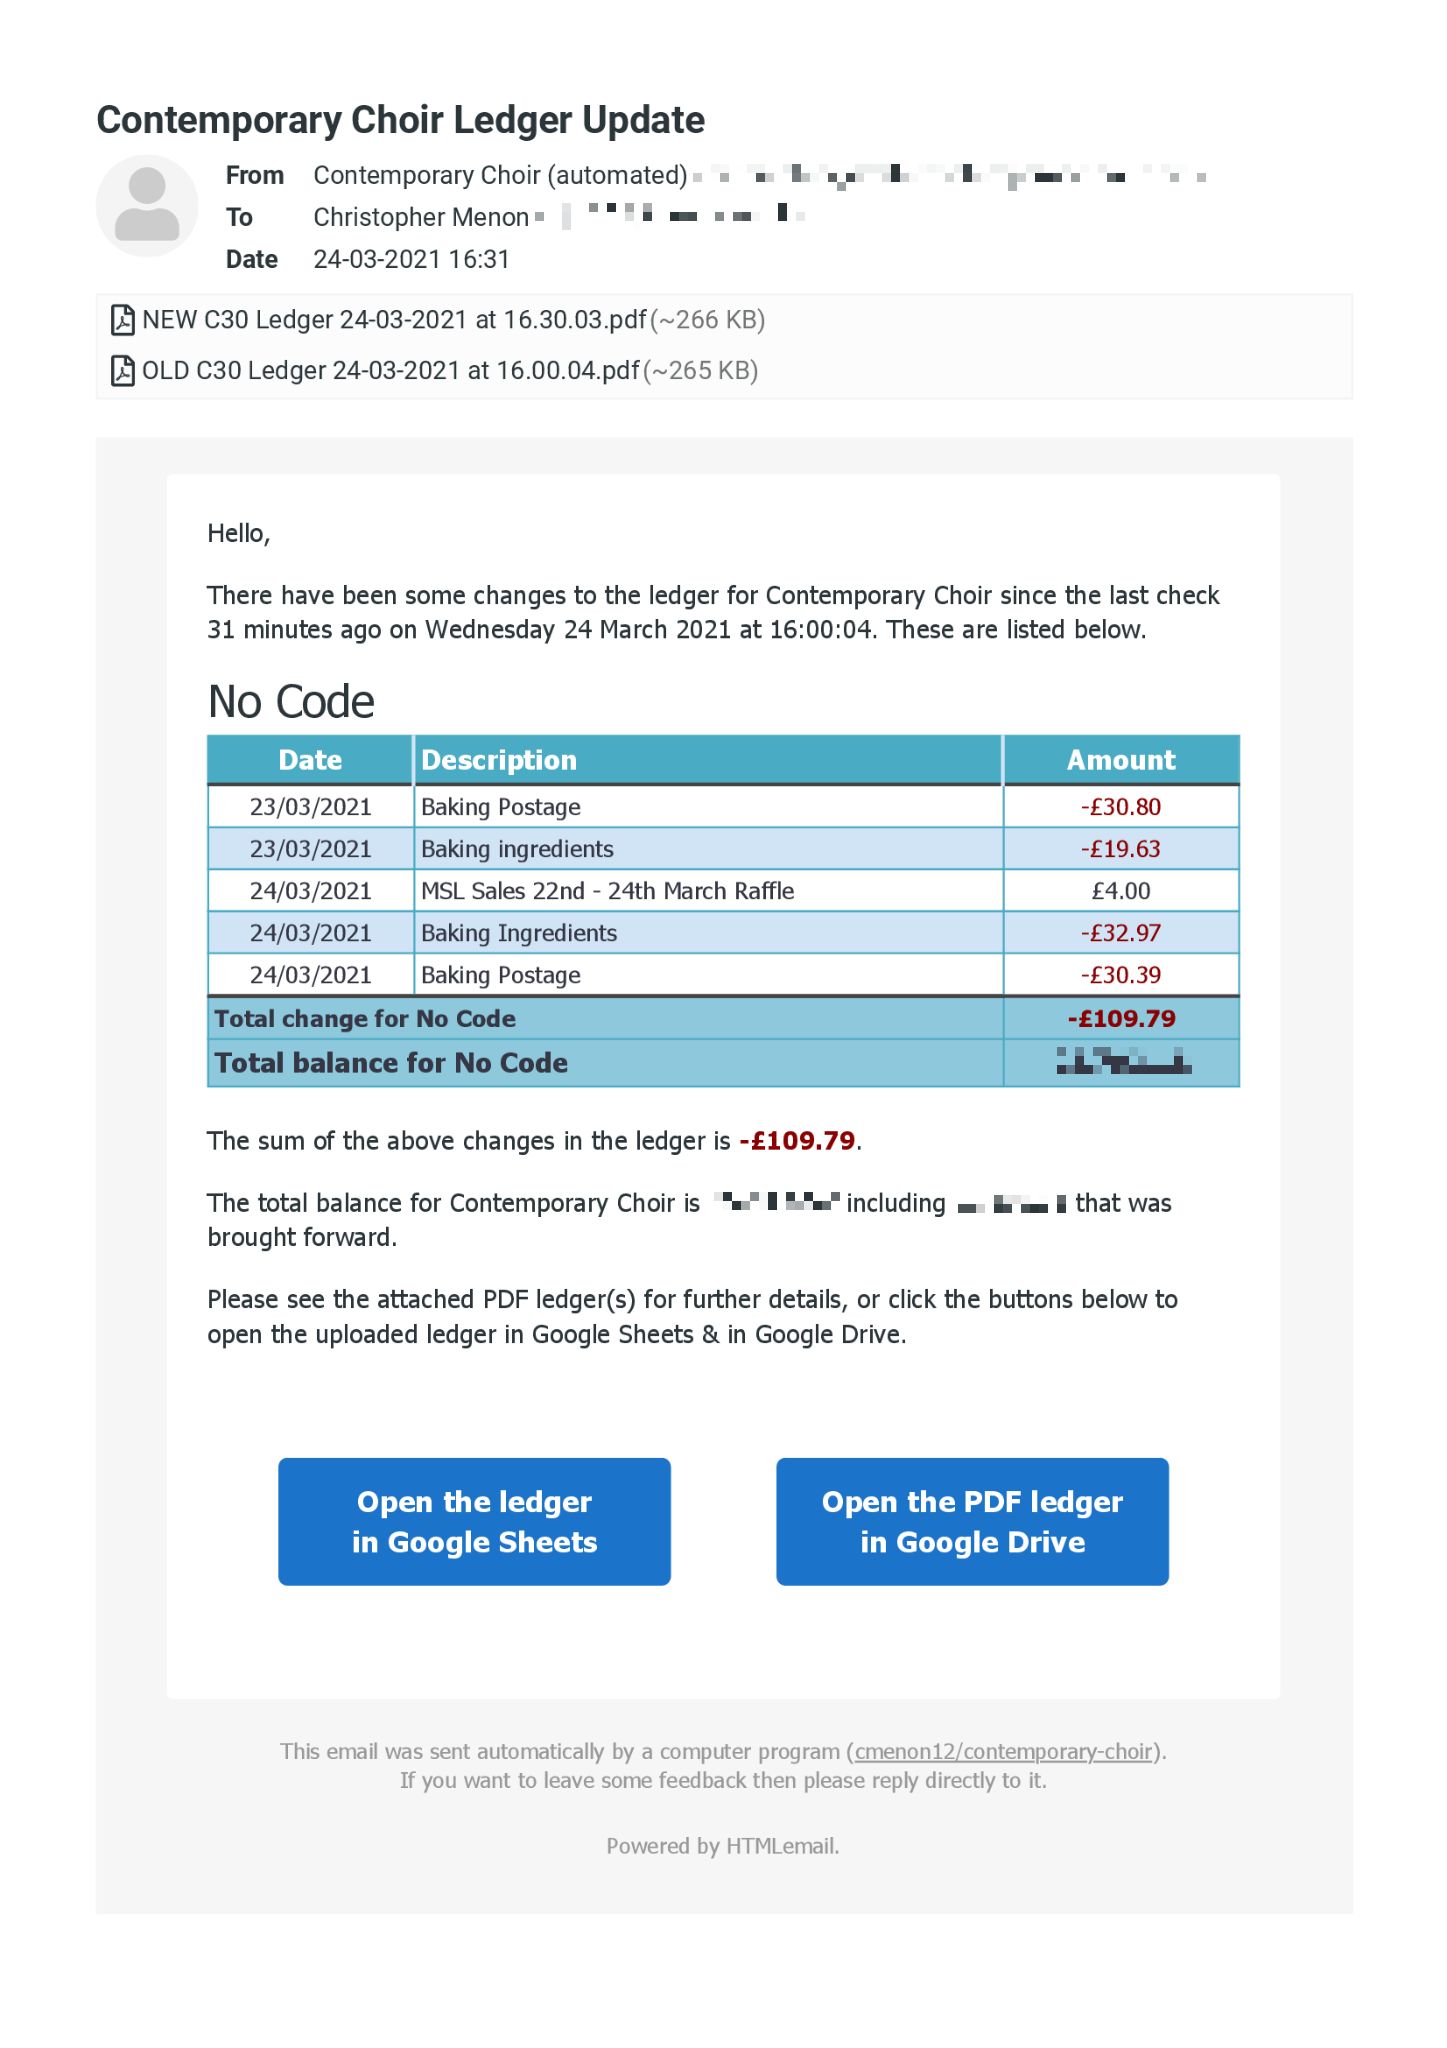 Contemporary Choir Ledger Update
From Contemporary Choir (automated)
To Christopher Menon
Date 24-03-2021 16:31
NEW C30 Ledger 24-03-2021 at 16.30.03.pdf (~266 KB)
OLD C30 Ledger 24-03-2021 at 16.00.04.pdf (~265 KB)
Hello,
There have been some changes to the ledger for Contemporary Choir since the last check
31 minutes ago on Wednesday 24 March 2021 at 16:00:04. These are listed below.
No Code
Date Description Amount
23/03/2021 Baking Postage -£30.80
23/03/2021 Baking ingredients -£19.63
24/03/2021 MSL Sales 22nd - 24th March Raffle £4.00
24/03/2021 Baking Ingredients -£32.97
24/03/2021 Baking Postage -£30.39
Total change for No Code -£109.79
Total balance for No Code
The sum of the above changes in the ledger is -£109.79.
The total balance for Contemporary Choir is including that was
brought forward.
Please see the attached PDF ledger(s) for further details, or click the buttons below to
open the uploaded ledger in Google Sheets & in Google Drive.
Open the ledger
in Google Sheets
Open the PDF ledger
in Google Drive
This email was sent automatically by a computer program (cmenon12/contemporary-choir).
If you want to leave some feedback then please reply directly to it.
Powered by HTMLemail.